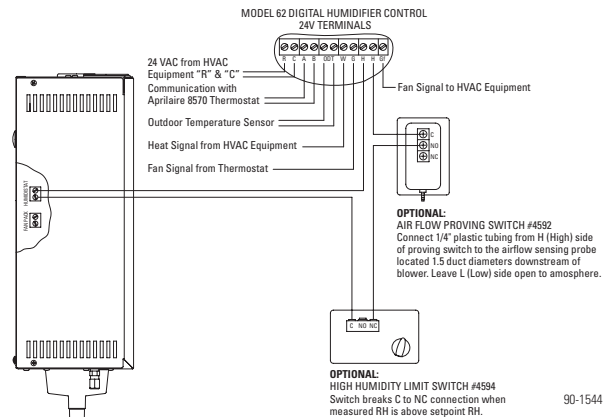 MODEL 62 DIGITAL HUMIDIFIER CONTROL
24V TERMINALS
R C A B ODT W G H H Gf
24 VAC from HVAC
Equipment “R” & “C”
Communication with
Aprilaire 8570 Thermostat
Outdoor Temperature Sensor
Heat Signal from HVAC Equipment
Fan Signal from Thermostat
Fan Signal to HVAC Equipment
C
NO
NC
HUMIDISTAT
FAN PACK
OPTIONAL:
AIR FLOW PROVING SWITCH #4592
Connect 1/4" plastic tubing from H (High) side
of proving switch to the airflow sensing probe
located 1.5 duct diameters downstream of
blower. Leave L (Low) side open to amosphere.
C NO NC
OPTIONAL:
HIGH HUMIDITY LIMIT SWITCH #4594
Switch breaks C to NC connection when
measured RH is above setpoint RH.
90-1544